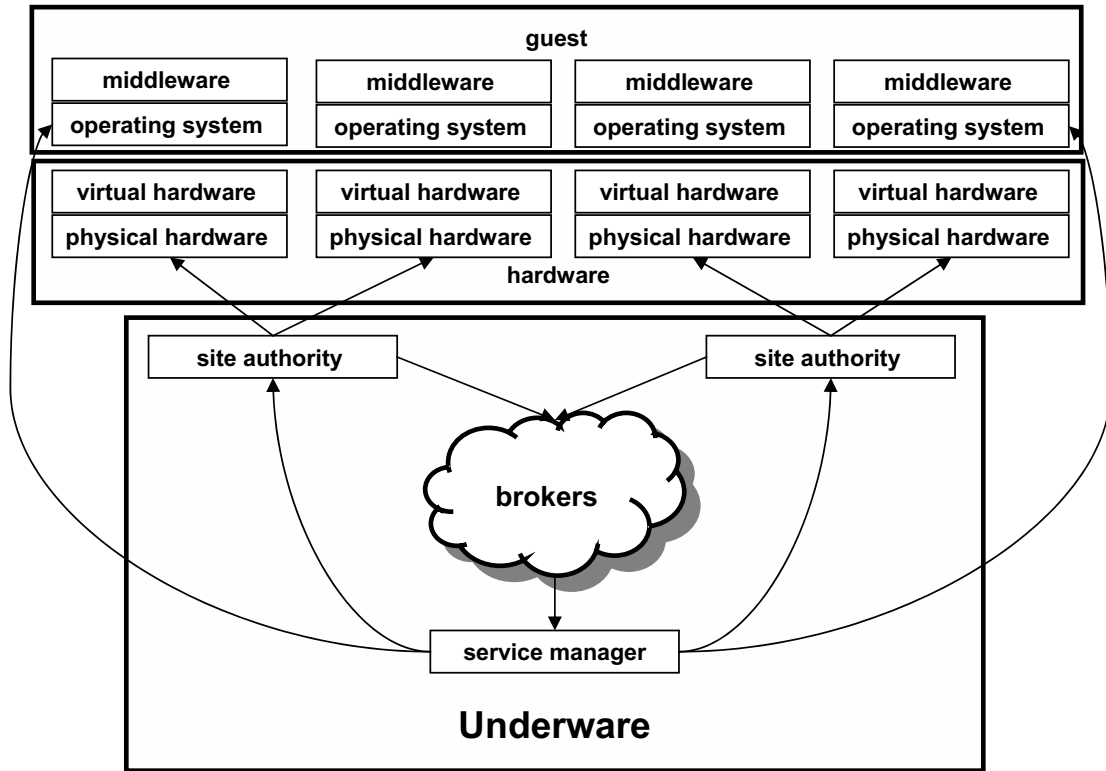 guest
middleware
middleware
middleware
middleware
operating system
operating system
operating system
operating system
virtual hardware
virtual hardware
virtual hardware
virtual hardware
physical hardware
physical hardware
physical hardware
physical hardware
hardware
site authority
site authority
brokers
service manager
Underware